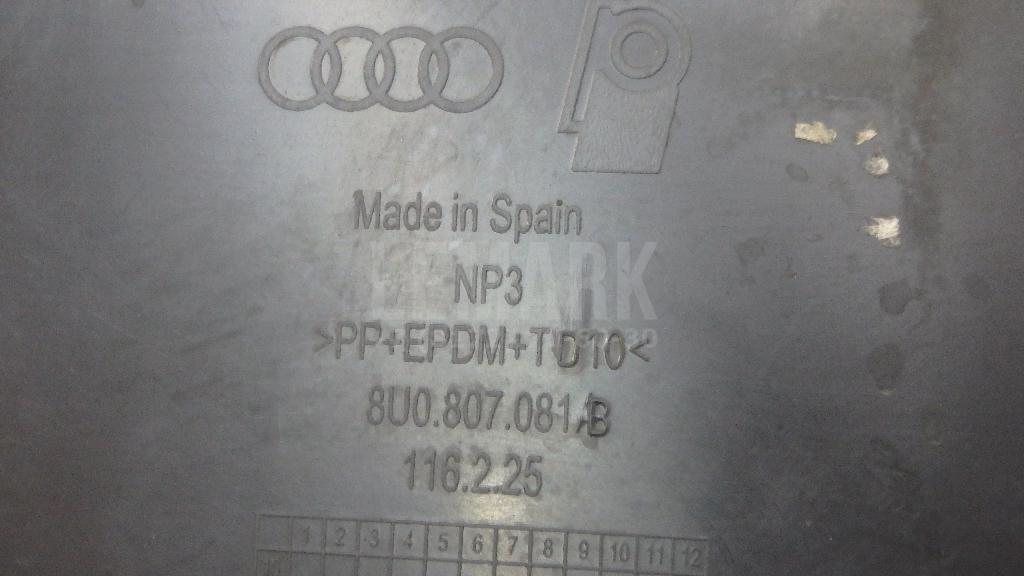 Made in Spain
LEMARK
NP3
>PP+EPDM+TD10<
8U0.807.081/B
116.2.25
1 2 3 4 5 6 7 8 9 10 11 12